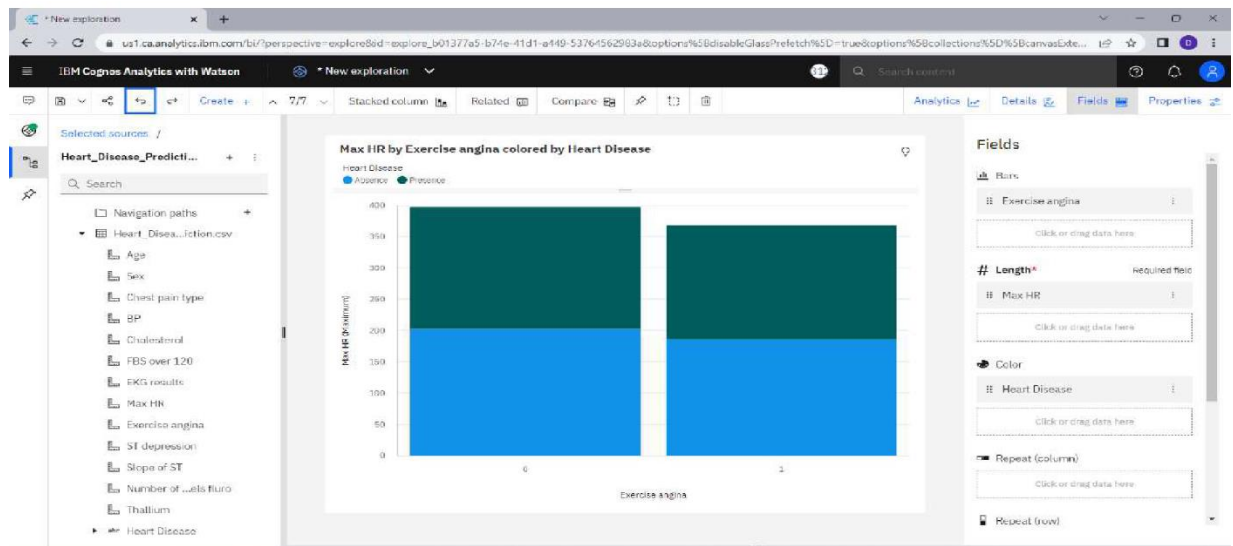 * New exploration
us1.ca.analytics.ibm.com/bi/?perspective=explore&id=explore_b01377a5-b74e-41d1-a449-53764562983a&options%5BdisableGlassPrefetch%5D=true&options%5Bcollections%5D%5BcanvasExte...
IBM Cognos Analytics with Watson
* New exploration
Search content
Create
7/7
Stacked column
Related
Compare
Analytics
Details
Fields
Properties
Selected sources /
Heart_Disease_Predicti...
Search
Navigation paths
Heart_Disea...iction.csv
Age
Sex
Chest pain type
BP
Cholesterol
FBS over 120
EKG results
Max HR
Exercise angina
ST depression
Slope of ST
Number of ...els fluro
Thallium
abc Heart Disease
Max HR by Exercise angina colored by Heart Disease
Heart Disease
Absence Presence
Max HR (Maximum)
400
350
300
250
200
150
100
50
0
0 1
Exercise angina
Fields
Bars
Exercise angina
Click or drag data here
# Length* Required field
Max HR
Click or drag data here
Color
Heart Disease
Click or drag data here
Repeat (column)
Click or drag data here
Repeat (row)